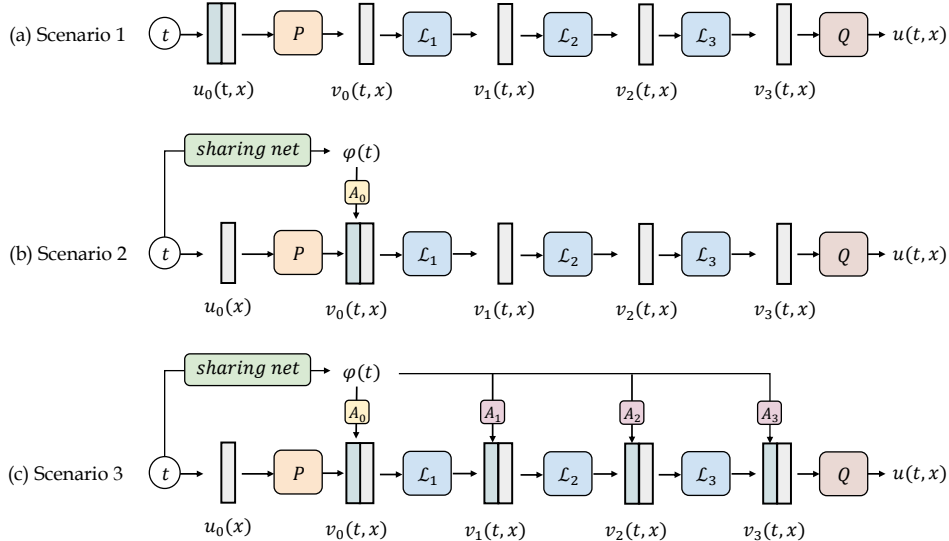 (a) Scenario 1 t P ℒ₁ ℒ₂ ℒ₃ Q u(t, x)
u₀(t, x) v₀(t, x) v₁(t, x) v₂(t, x) v₃(t, x)
sharing net φ(t)
A₀
(b) Scenario 2 t P ℒ₁ ℒ₂ ℒ₃ Q u(t, x)
u₀(x) v₀(t, x) v₁(t, x) v₂(t, x) v₃(t, x)
sharing net φ(t)
A₀ A₁ A₂ A₃
(c) Scenario 3 t P ℒ₁ ℒ₂ ℒ₃ Q u(t, x)
u₀(x) v₀(t, x) v₁(t, x) v₂(t, x) v₃(t, x)